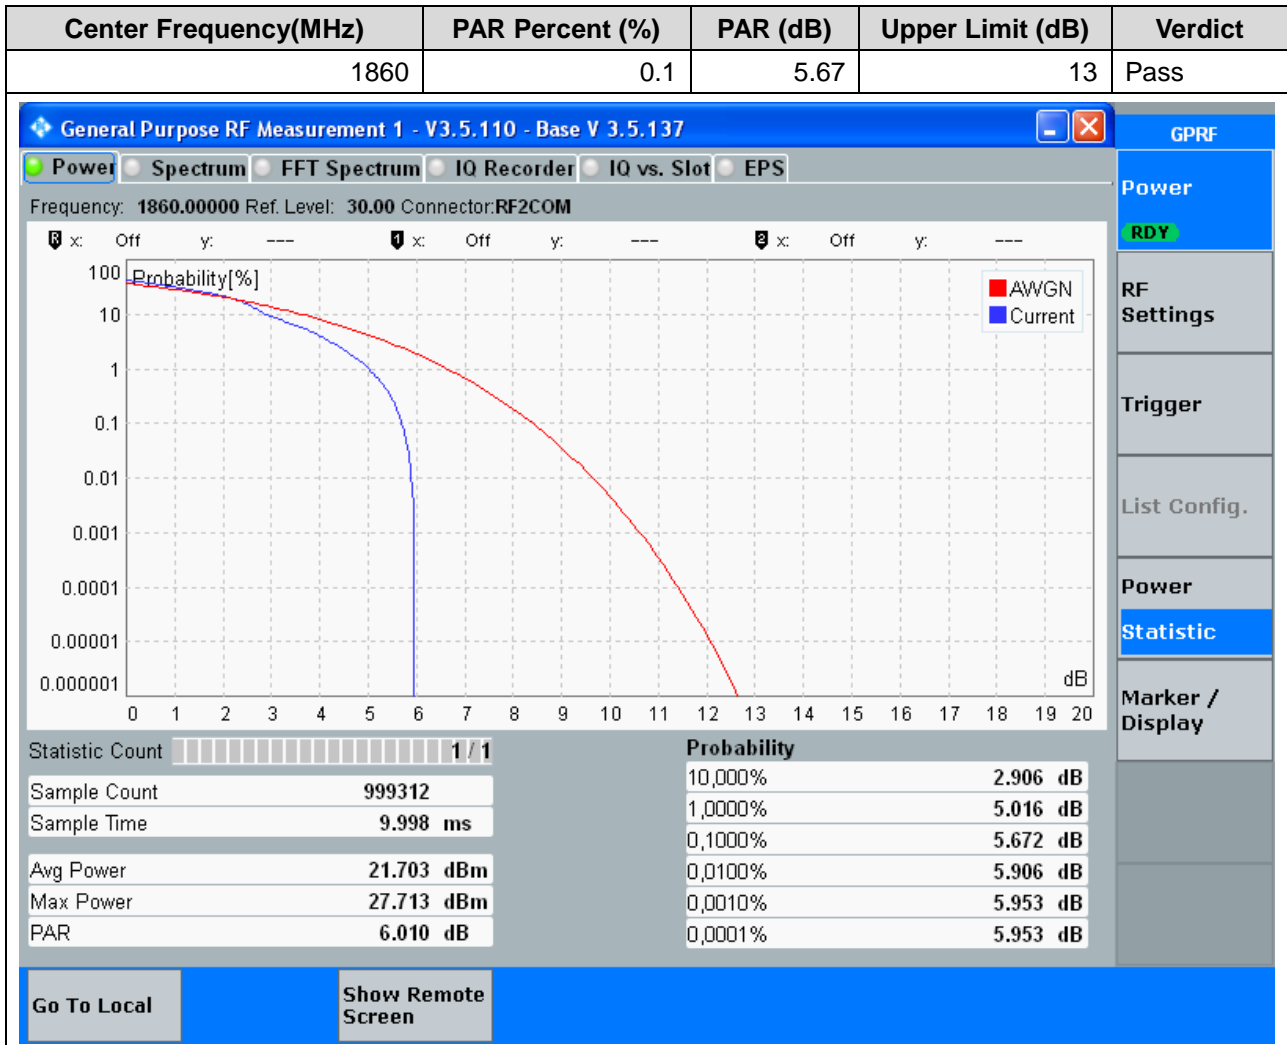 Center Frequency(MHz) PAR Percent (%) PAR (dB) Upper Limit (dB) Verdict
1860 0.1 5.67 13 Pass
General Purpose RF Measurement 1 - V3.5.110 - Base V 3.5.137
GPRF
Power Spectrum FFT Spectrum IQ Recorder IQ vs. Slot EPS
Frequency: 1860.00000 Ref. Level: 30.00 Connector:RF2COM
R x: Off y: --- 1 x: Off y: --- 2 x: Off y: ---
Probability[%]
100
10
1
0.1
0.01
0.001
0.0001
0.00001
0.000001
AWGN
Current
dB
0 1 2 3 4 5 6 7 8 9 10 11 12 13 14 15 16 17 18 19 20
Statistic Count 1 / 1
Sample Count 999312
Sample Time 9.998 ms
Avg Power 21.703 dBm
Max Power 27.713 dBm
PAR 6.010 dB
Probability
10,000% 2.906 dB
1,0000% 5.016 dB
0,1000% 5.672 dB
0,0100% 5.906 dB
0,0010% 5.953 dB
0,0001% 5.953 dB
Power
RDY
RF
Settings
Trigger
List Config.
Power
Statistic
Marker /
Display
Go To Local
Show Remote
Screen